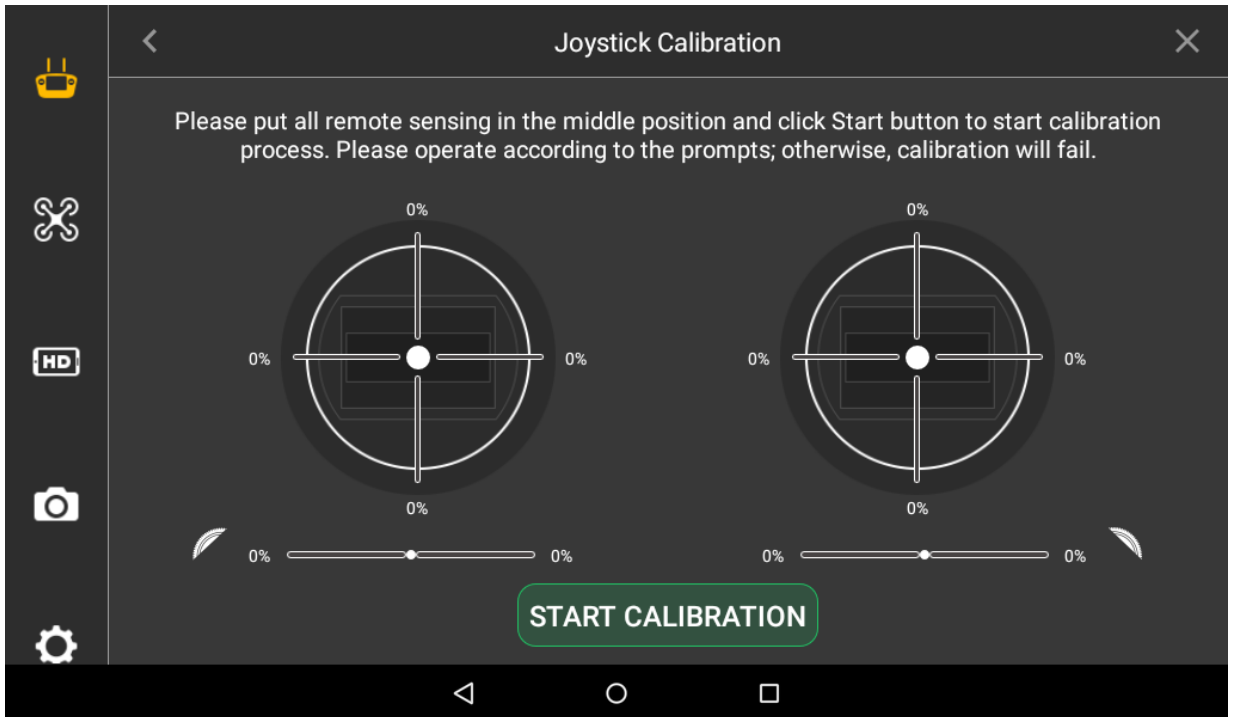 Joystick Calibration
Please put all remote sensing in the middle position and click Start button to start calibration
process. Please operate according to the prompts; otherwise, calibration will fail.
0% 0%
HD
0% 0% 0% 0%
0% 0%
0% 0% 0% 0%
START CALIBRATION